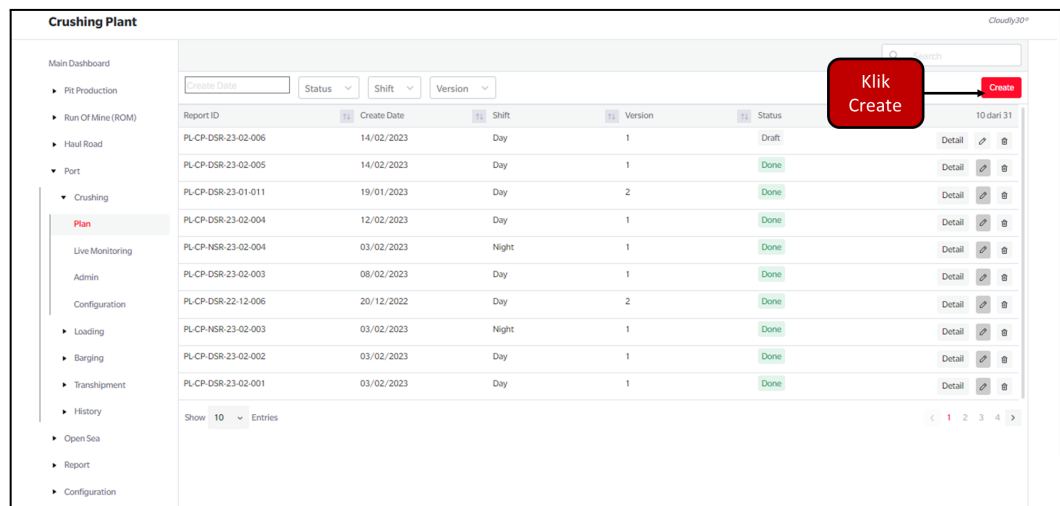 Crushing Plant
Cloudly30°
Main Dashboard
Pit Production
Run Of Mine (ROM)
Haul Road
Port
Crushing
Plan
Live Monitoring
Admin
Configuration
Loading
Barging
Transhipment
History
Open Sea
Report
Configuration
Search
Create Date Status Shift Version
Klik
Create
Create
Report ID Create Date Shift Version Status 10 dari 31
PL-CP-DSR-23-02-006 14/02/2023 Day 1 Draft Detail
PL-CP-DSR-23-02-005 14/02/2023 Day 1 Done Detail
PL-CP-DSR-23-01-011 19/01/2023 Day 2 Done Detail
PL-CP-DSR-23-02-004 12/02/2023 Day 1 Done Detail
PL-CP-NSR-23-02-004 03/02/2023 Night 1 Done Detail
PL-CP-DSR-23-02-003 08/02/2023 Day 1 Done Detail
PL-CP-DSR-22-12-006 20/12/2022 Day 2 Done Detail
PL-CP-NSR-23-02-003 03/02/2023 Night 1 Done Detail
PL-CP-DSR-23-02-002 03/02/2023 Day 1 Done Detail
PL-CP-DSR-23-02-001 03/02/2023 Day 1 Done Detail
Show 10 Entries
1 2 3 4